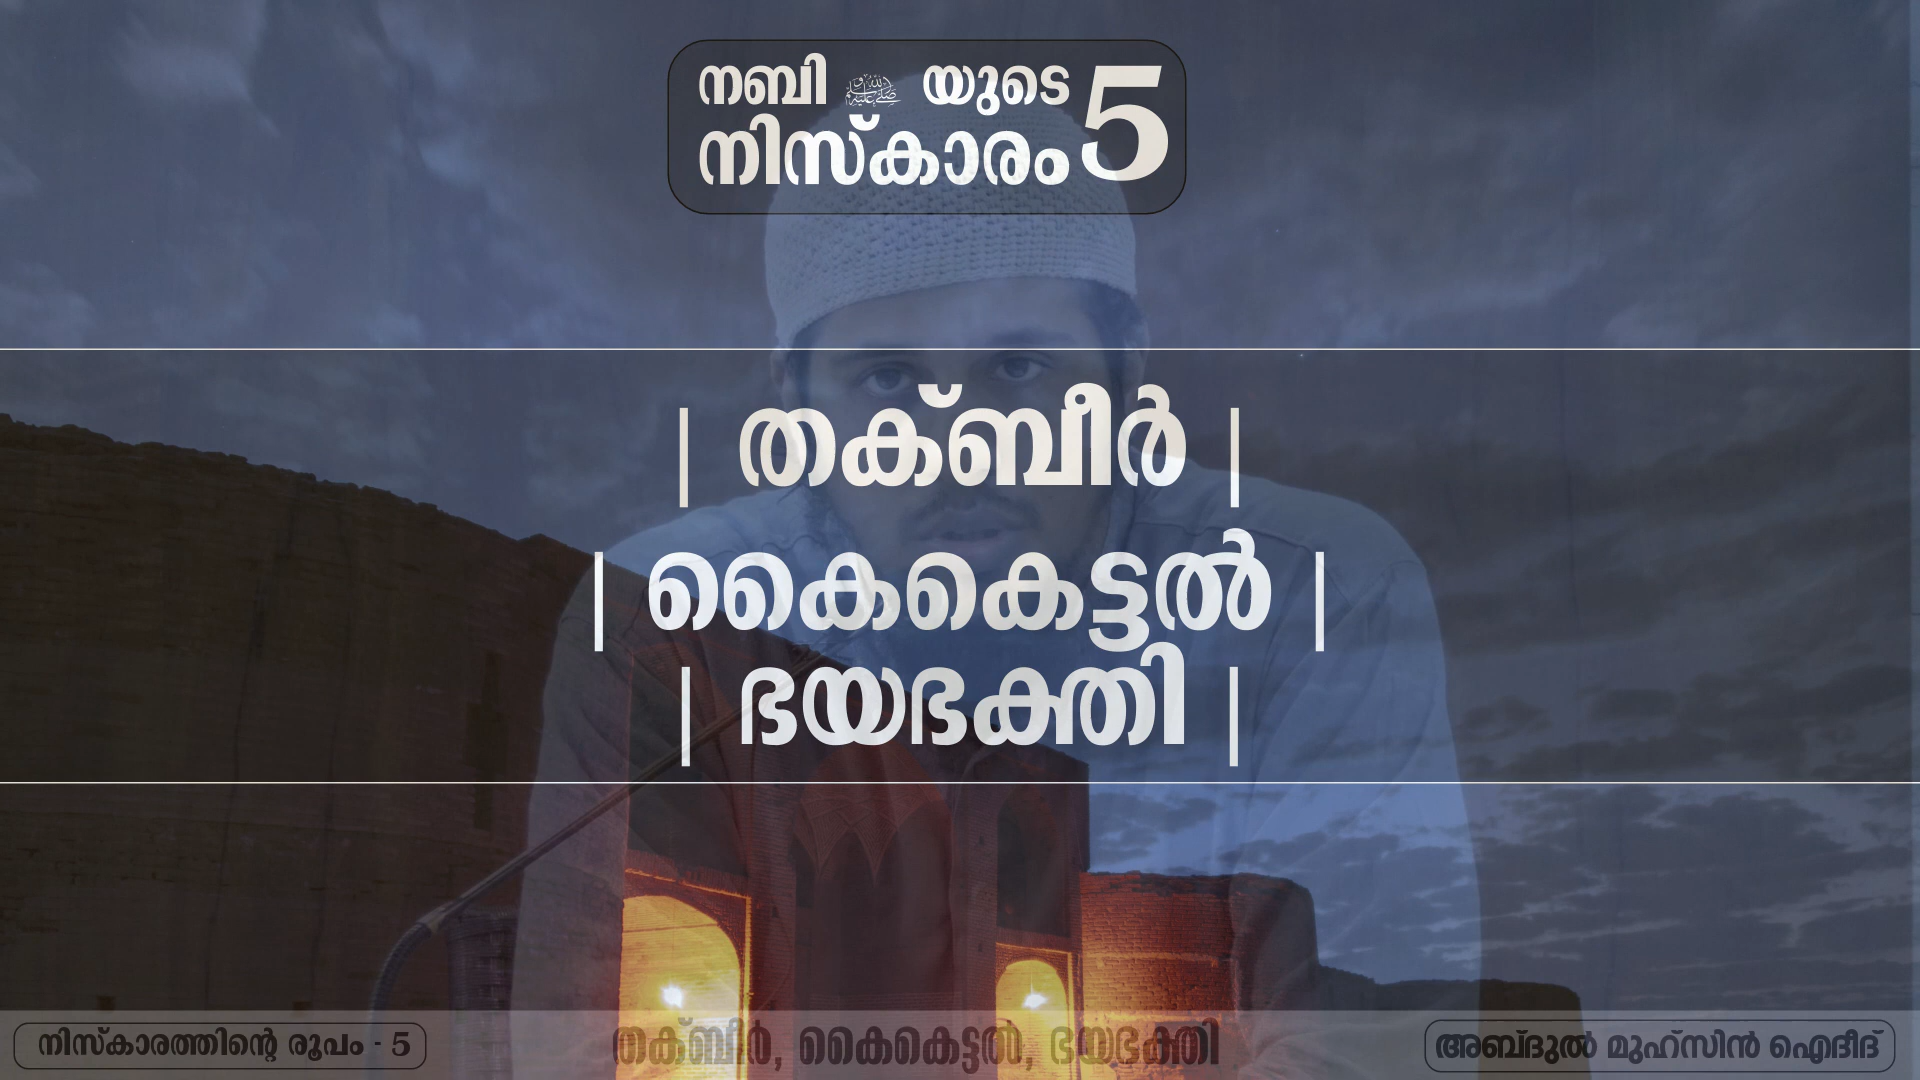 നബി ﷺ യുടെ
നിസ്കാരം 5
| തക്ബീർ |
| കൈകെട്ടൽ |
| ഭയഭക്തി |
നിസ്കാരത്തിന്റെ രൂപം - 5
തക്ബീർ, കൈകെട്ടൽ, ഭയഭക്തി
അബ്ദുൽ മുഹ്സിൻ ഐദീദ്